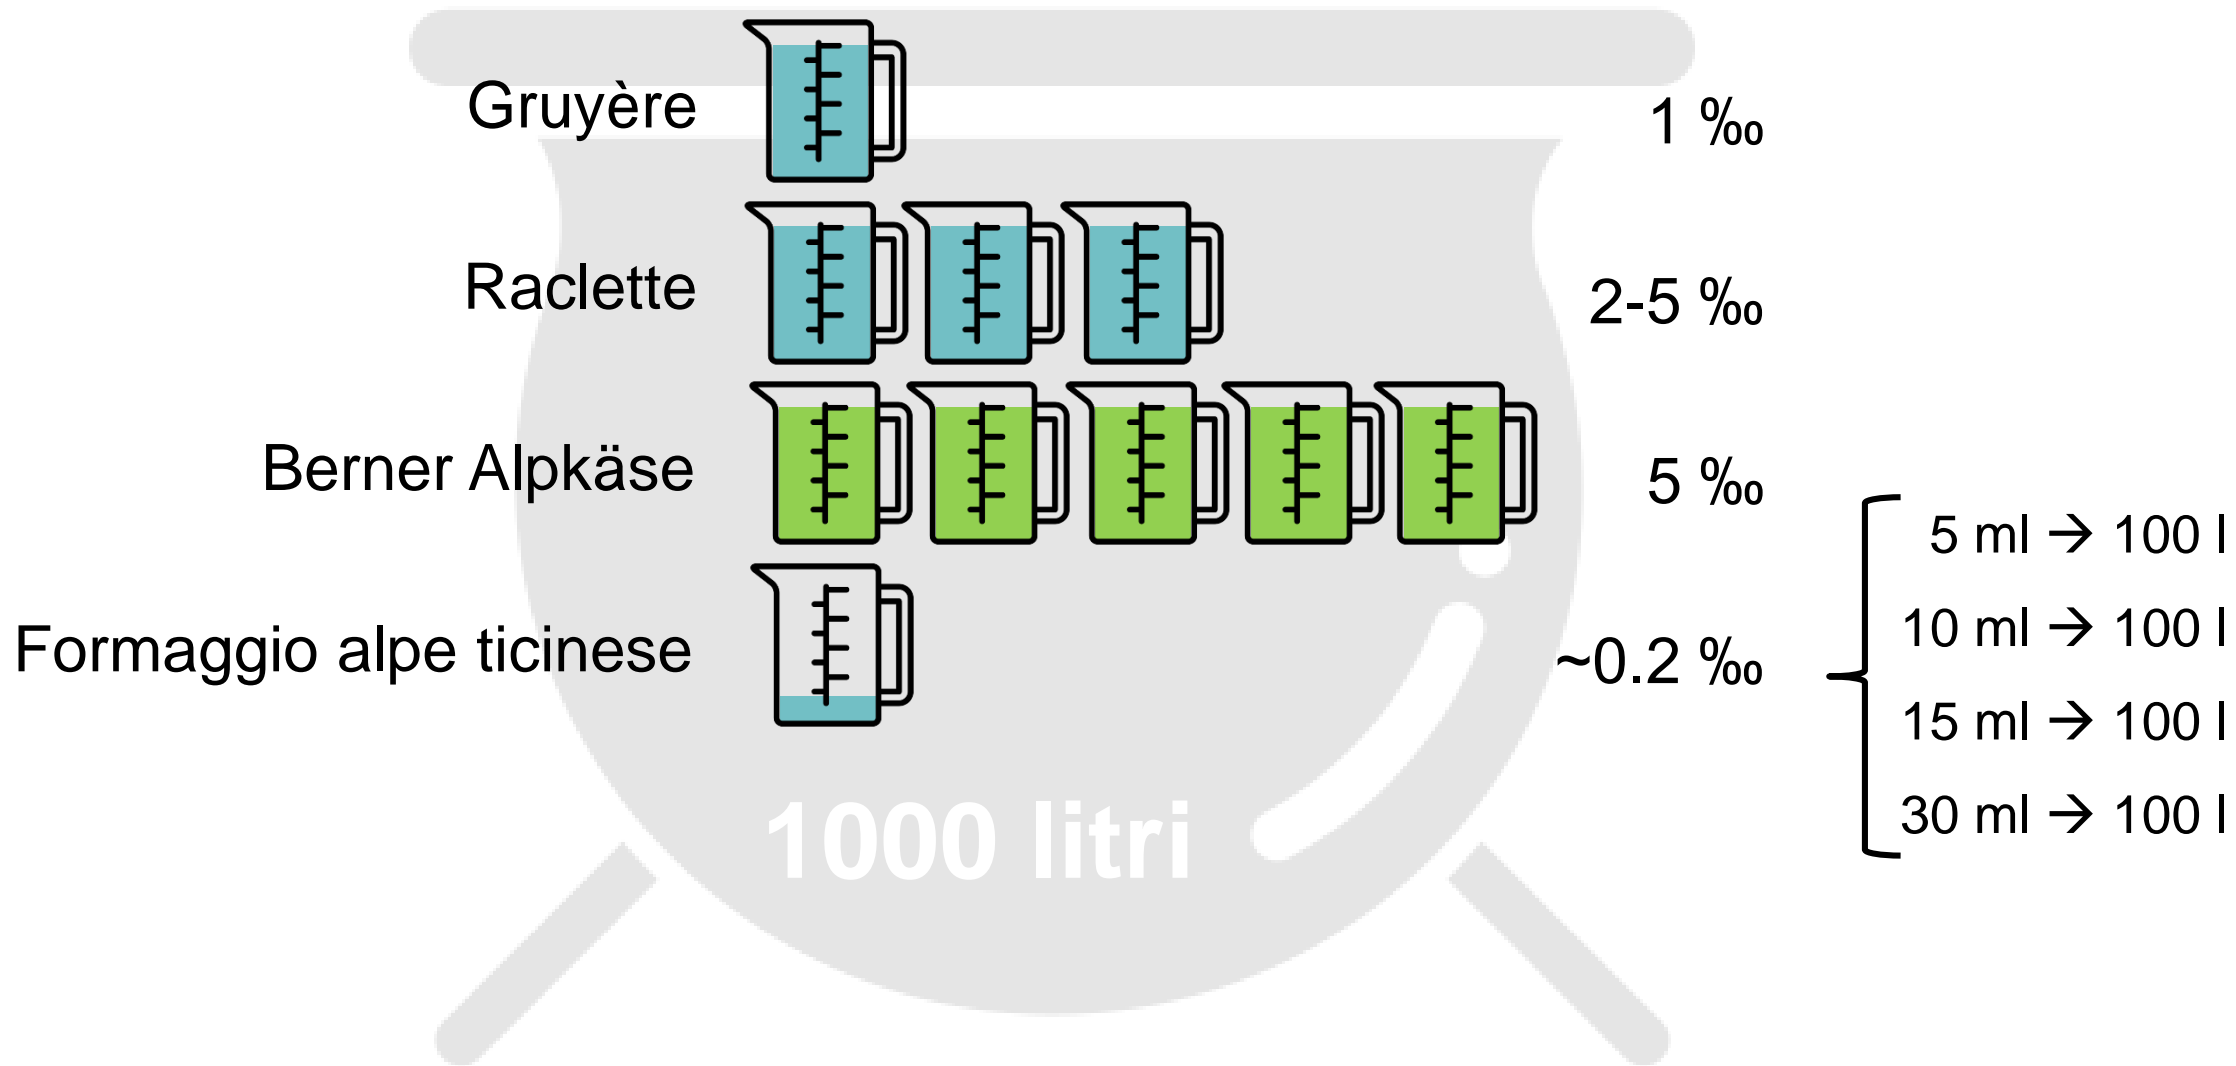 Gruyère 1 ‰
Raclette 2-5 ‰
Berner Alpkäse 5 ‰
Formaggio alpe ticinese ~0.2 ‰
5 ml → 100 l
10 ml → 100 l
15 ml → 100 l
30 ml → 100 l
1000 litri